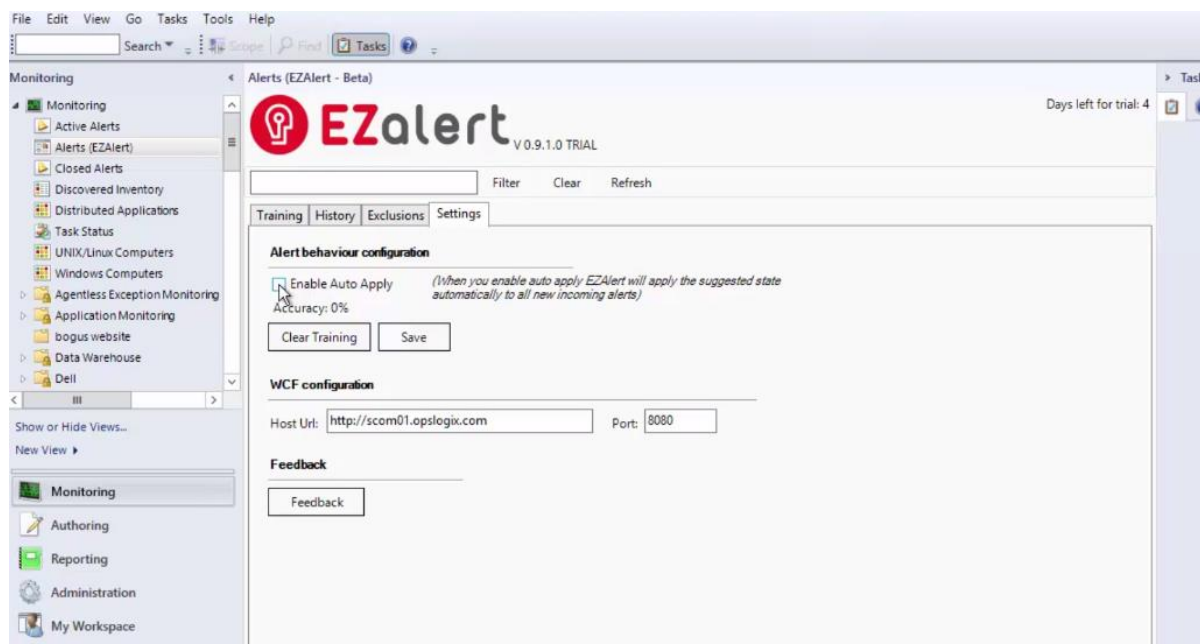 File Edit View Go Tasks Tools Help
Search Scope Find Tasks
Monitoring
Alerts (EZAlert - Beta)
Monitoring
Active Alerts
Alerts (EZAlert)
Closed Alerts
Discovered Inventory
Distributed Applications
Task Status
UNIX/Linux Computers
Windows Computers
Agentless Exception Monitoring
Application Monitoring
bogus website
Data Warehouse
Dell
Show or Hide Views...
New View
Monitoring
Authoring
Reporting
Administration
My Workspace
EZalert V 0.9.1.0 TRIAL
Days left for trial: 4
Filter Clear Refresh
Training History Exclusions Settings
Alert behaviour configuration
Enable Auto Apply
(When you enable auto apply EZAlert will apply the suggested state
automatically to all new incoming alerts)
Accuracy: 0%
Clear Training Save
WCF configuration
Host Url: http://scom01.opslogix.com Port: 8080
Feedback
Feedback